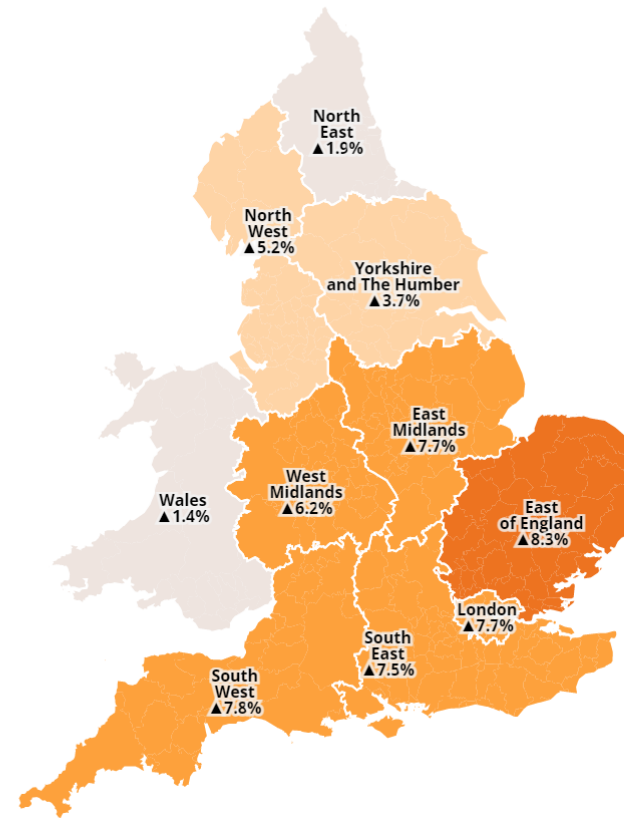 North
East
▲1.9%
North
West
▲5.2%
Yorkshire
and The Humber
▲3.7%
East
Midlands
▲7.7%
West
Midlands
▲6.2%
Wales
▲1.4%
East
of England
▲8.3%
London
▲7.7%
South
East
▲7.5%
South
West
▲7.8%